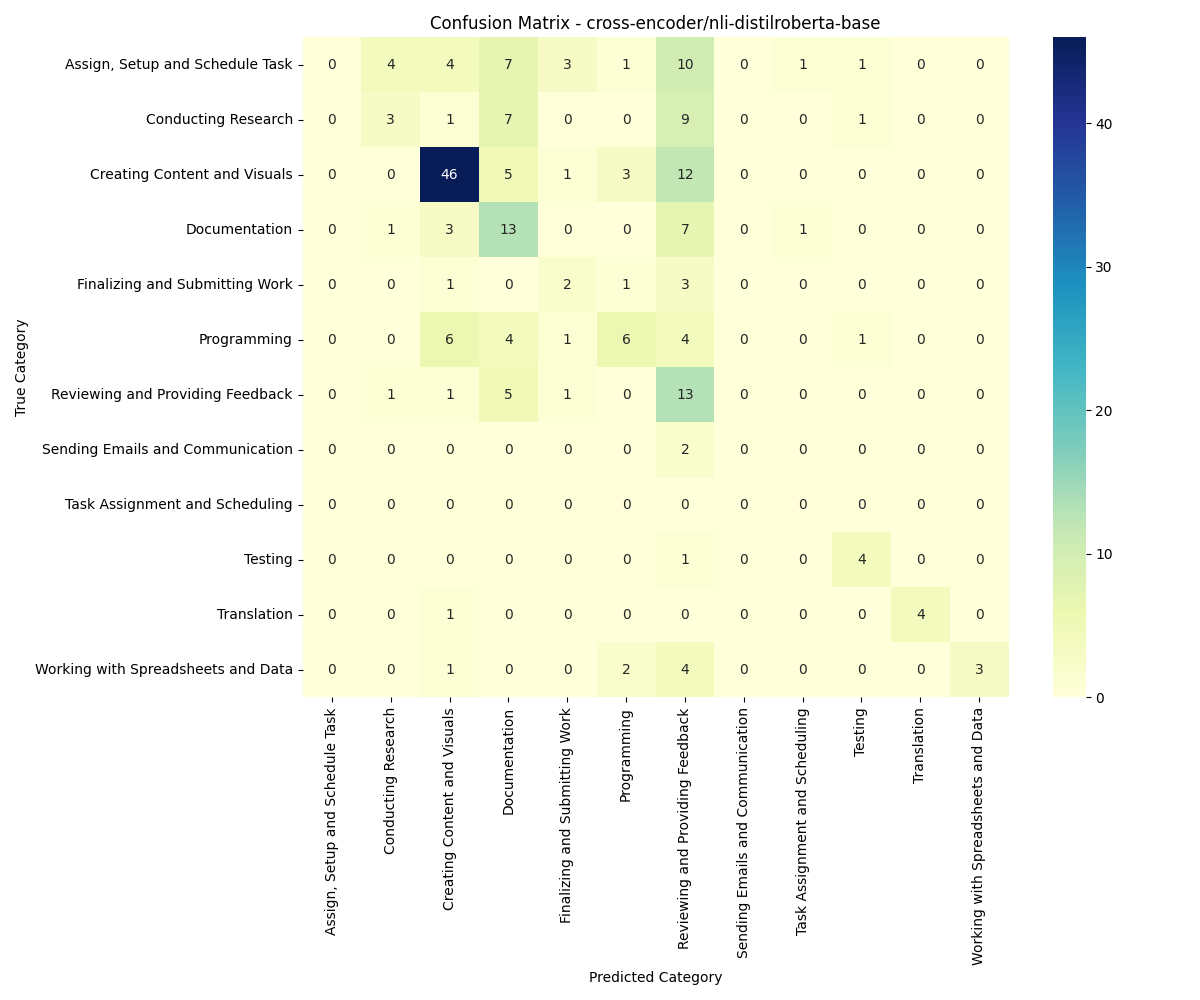 Confusion Matrix - cross-encoder/nli-distilroberta-base
True Category
Assign, Setup and Schedule Task 0 4 4 7 3 1 10 0 1 1 0 0
Conducting Research 0 3 1 7 0 0 9 0 0 1 0 0
Creating Content and Visuals 0 0 46 5 1 3 12 0 0 0 0 0
Documentation 0 1 3 13 0 0 7 0 1 0 0 0
Finalizing and Submitting Work 0 0 1 0 2 1 3 0 0 0 0 0
Programming 0 0 6 4 1 6 4 0 0 1 0 0
Reviewing and Providing Feedback 0 1 1 5 1 0 13 0 0 0 0 0
Sending Emails and Communication 0 0 0 0 0 0 2 0 0 0 0 0
Task Assignment and Scheduling 0 0 0 0 0 0 0 0 0 0 0 0
Testing 0 0 0 0 0 0 1 0 0 4 0 0
Translation 0 0 1 0 0 0 0 0 0 0 4 0
Working with Spreadsheets and Data 0 0 1 0 0 2 4 0 0 0 0 3
Assign, Setup and Schedule Task
Conducting Research
Creating Content and Visuals
Documentation
Finalizing and Submitting Work
Programming
Reviewing and Providing Feedback
Sending Emails and Communication
Task Assignment and Scheduling
Testing
Translation
Working with Spreadsheets and Data
Predicted Category
40
30
20
10
0